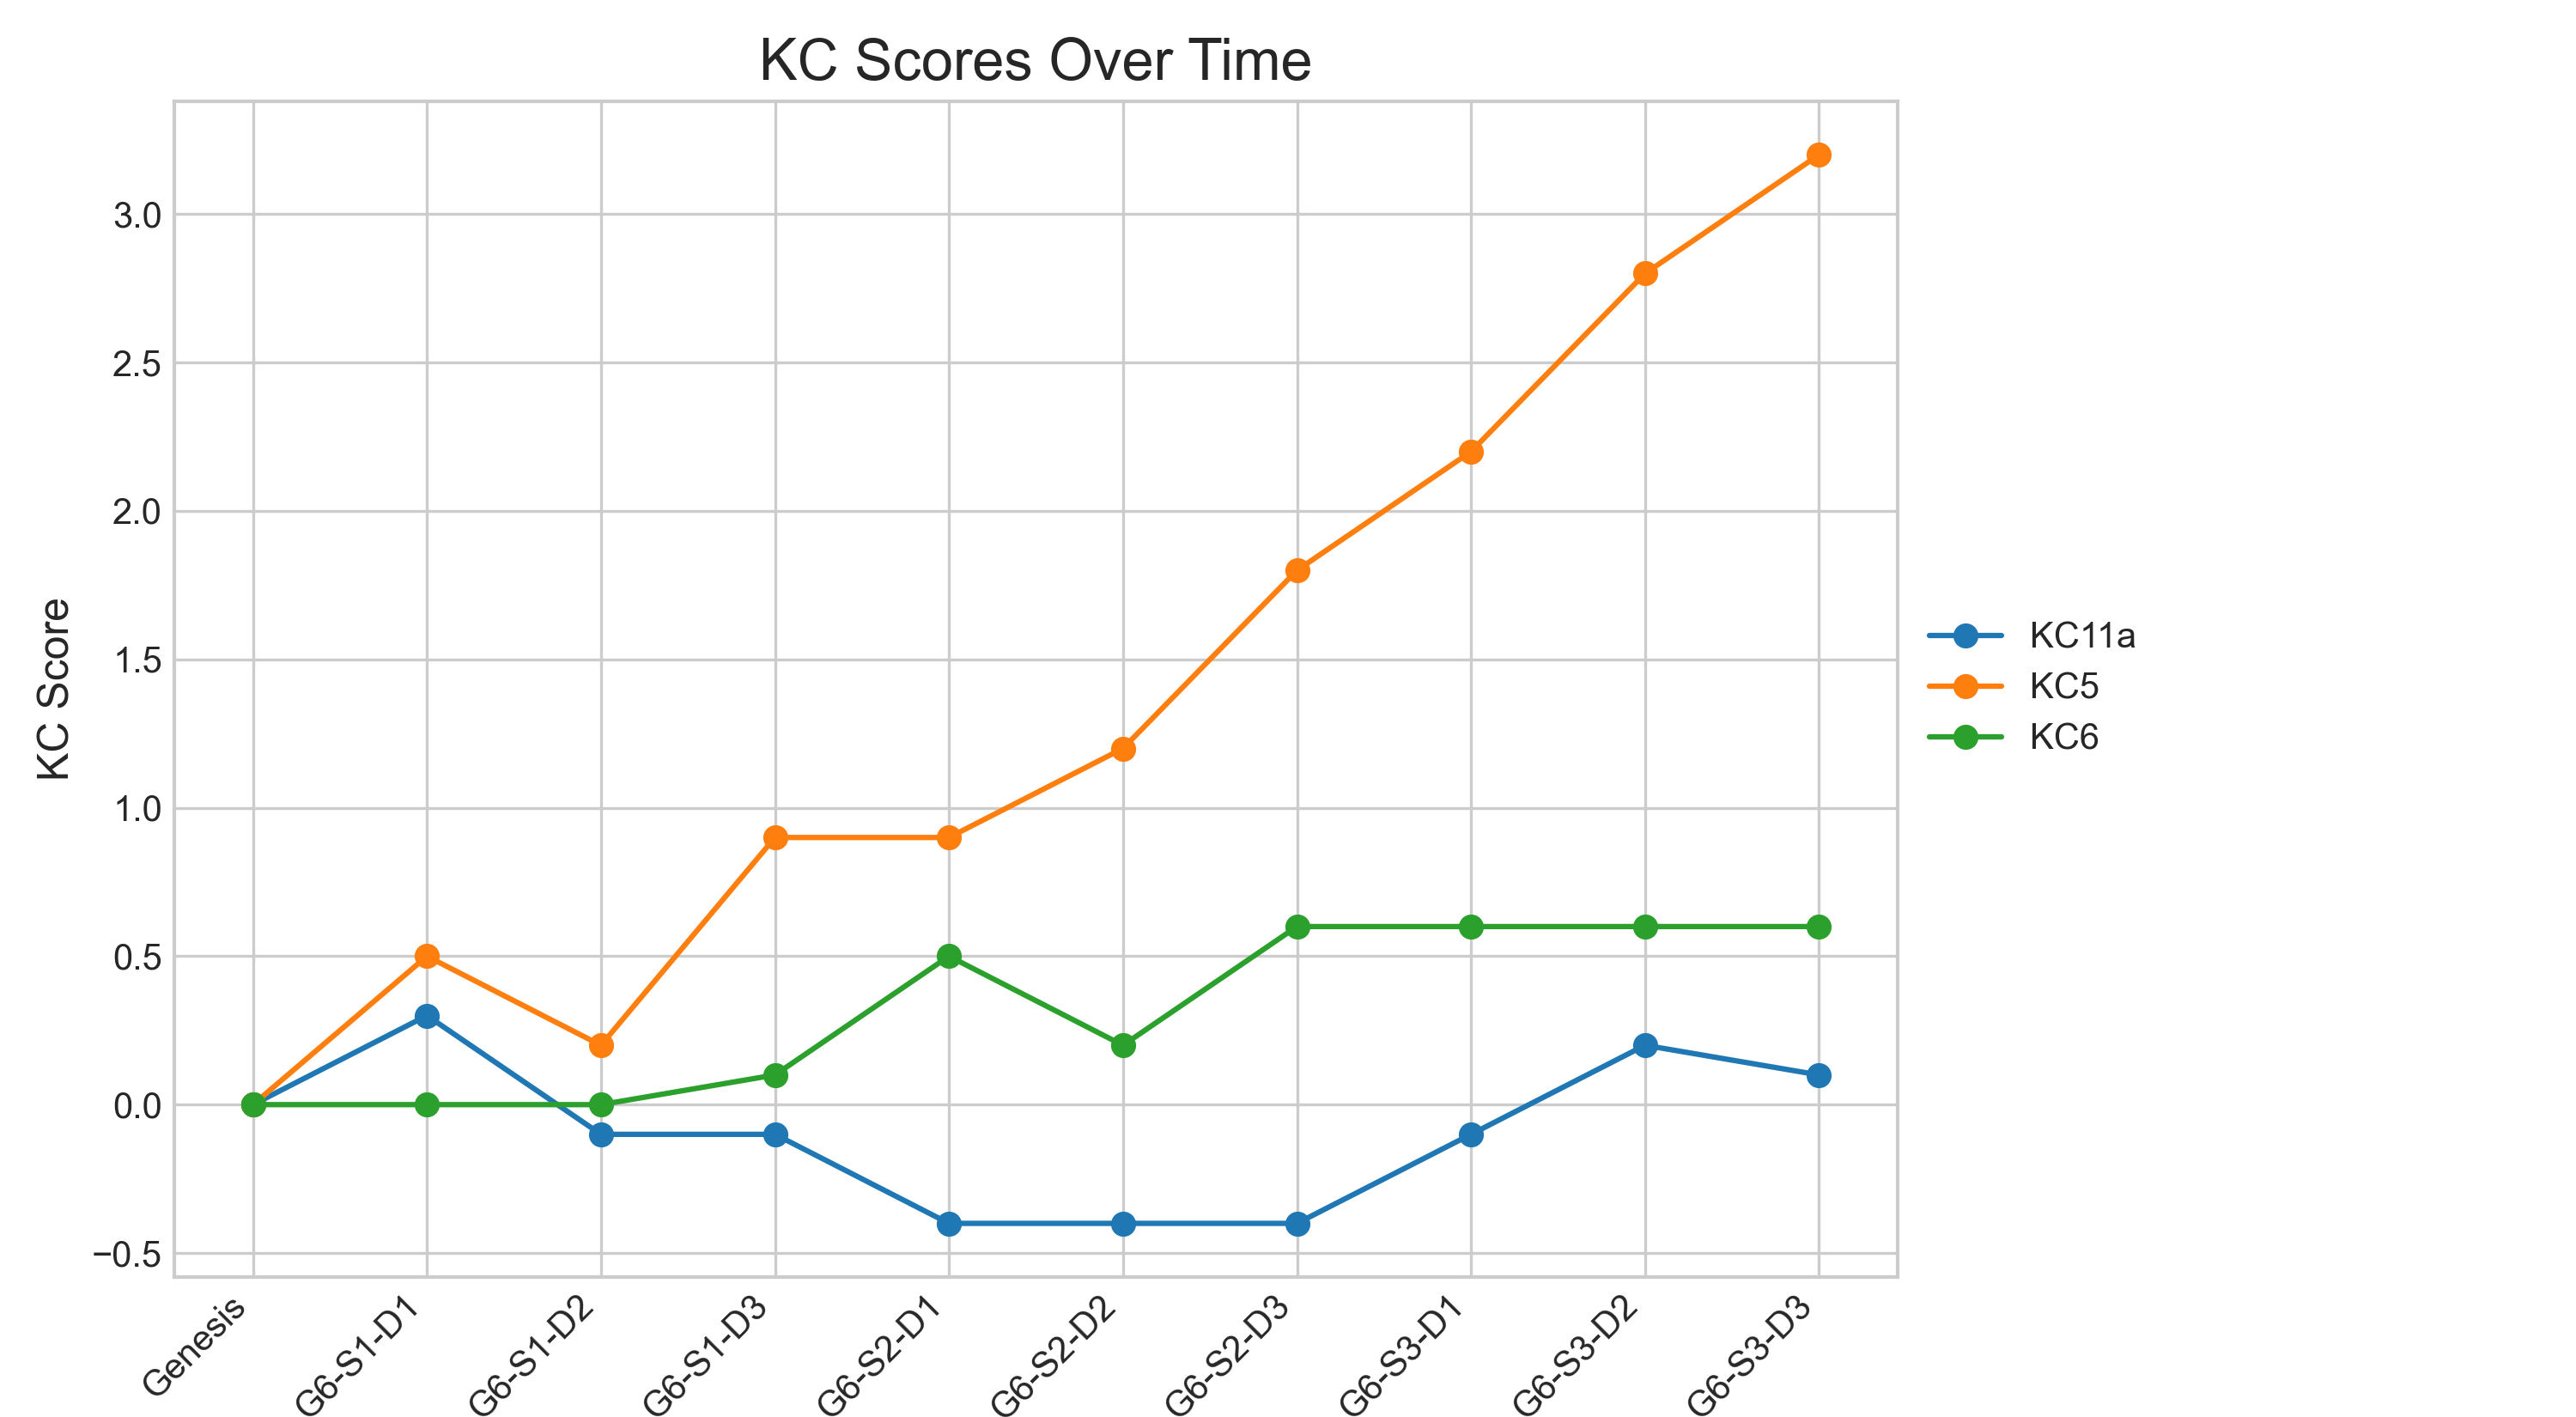 KC Scores Over Time
KC Score
3.0
2.5
2.0
1.5
1.0
0.5
0.0
−0.5
Genesis
G6-S1-D1
G6-S1-D2
G6-S1-D3
G6-S2-D1
G6-S2-D2
G6-S2-D3
G6-S3-D1
G6-S3-D2
G6-S3-D3
KC11a
KC5
KC6